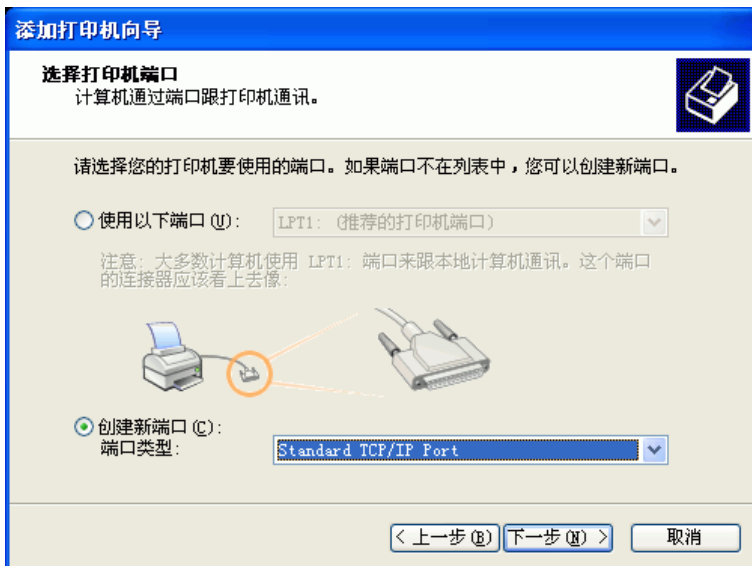 添加打印机向导
选择打印机端口
计算机通过端口跟打印机通讯。
请选择您的打印机要使用的端口。如果端口不在列表中，您可以创建新端口。
使用以下端口(U): LPT1: (推荐的打印机端口)
注意: 大多数计算机使用 LPT1: 端口来跟本地计算机通讯。这个端口
的连接器应该看上去像:
创建新端口(C):
端口类型: Standard TCP/IP Port
< 上一步(B) 下一步(N) > 取消